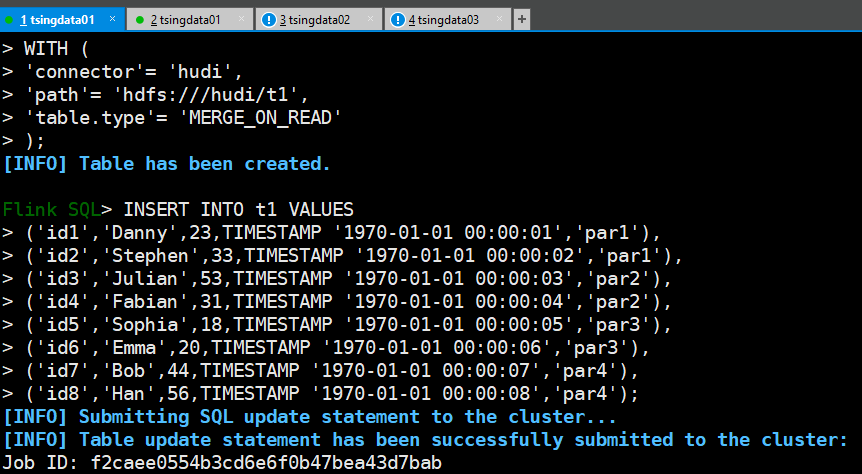 1 tsingdata01 × 2 tsingdata01 × 3 tsingdata02 × 4 tsingdata03 × +
> WITH (
> 'connector'= 'hudi',
> 'path'= 'hdfs:///hudi/t1',
> 'table.type'= 'MERGE_ON_READ'
> );
[INFO] Table has been created.
Flink SQL> INSERT INTO t1 VALUES
> ('id1','Danny',23,TIMESTAMP '1970-01-01 00:00:01','par1'),
> ('id2','Stephen',33,TIMESTAMP '1970-01-01 00:00:02','par1'),
> ('id3','Julian',53,TIMESTAMP '1970-01-01 00:00:03','par2'),
> ('id4','Fabian',31,TIMESTAMP '1970-01-01 00:00:04','par2'),
> ('id5','Sophia',18,TIMESTAMP '1970-01-01 00:00:05','par3'),
> ('id6','Emma',20,TIMESTAMP '1970-01-01 00:00:06','par3'),
> ('id7','Bob',44,TIMESTAMP '1970-01-01 00:00:07','par4'),
> ('id8','Han',56,TIMESTAMP '1970-01-01 00:00:08','par4');
[INFO] Submitting SQL update statement to the cluster...
[INFO] Table update statement has been successfully submitted to the cluster:
Job ID: f2caee0554b3cd6e6f0b47bea43d7bab